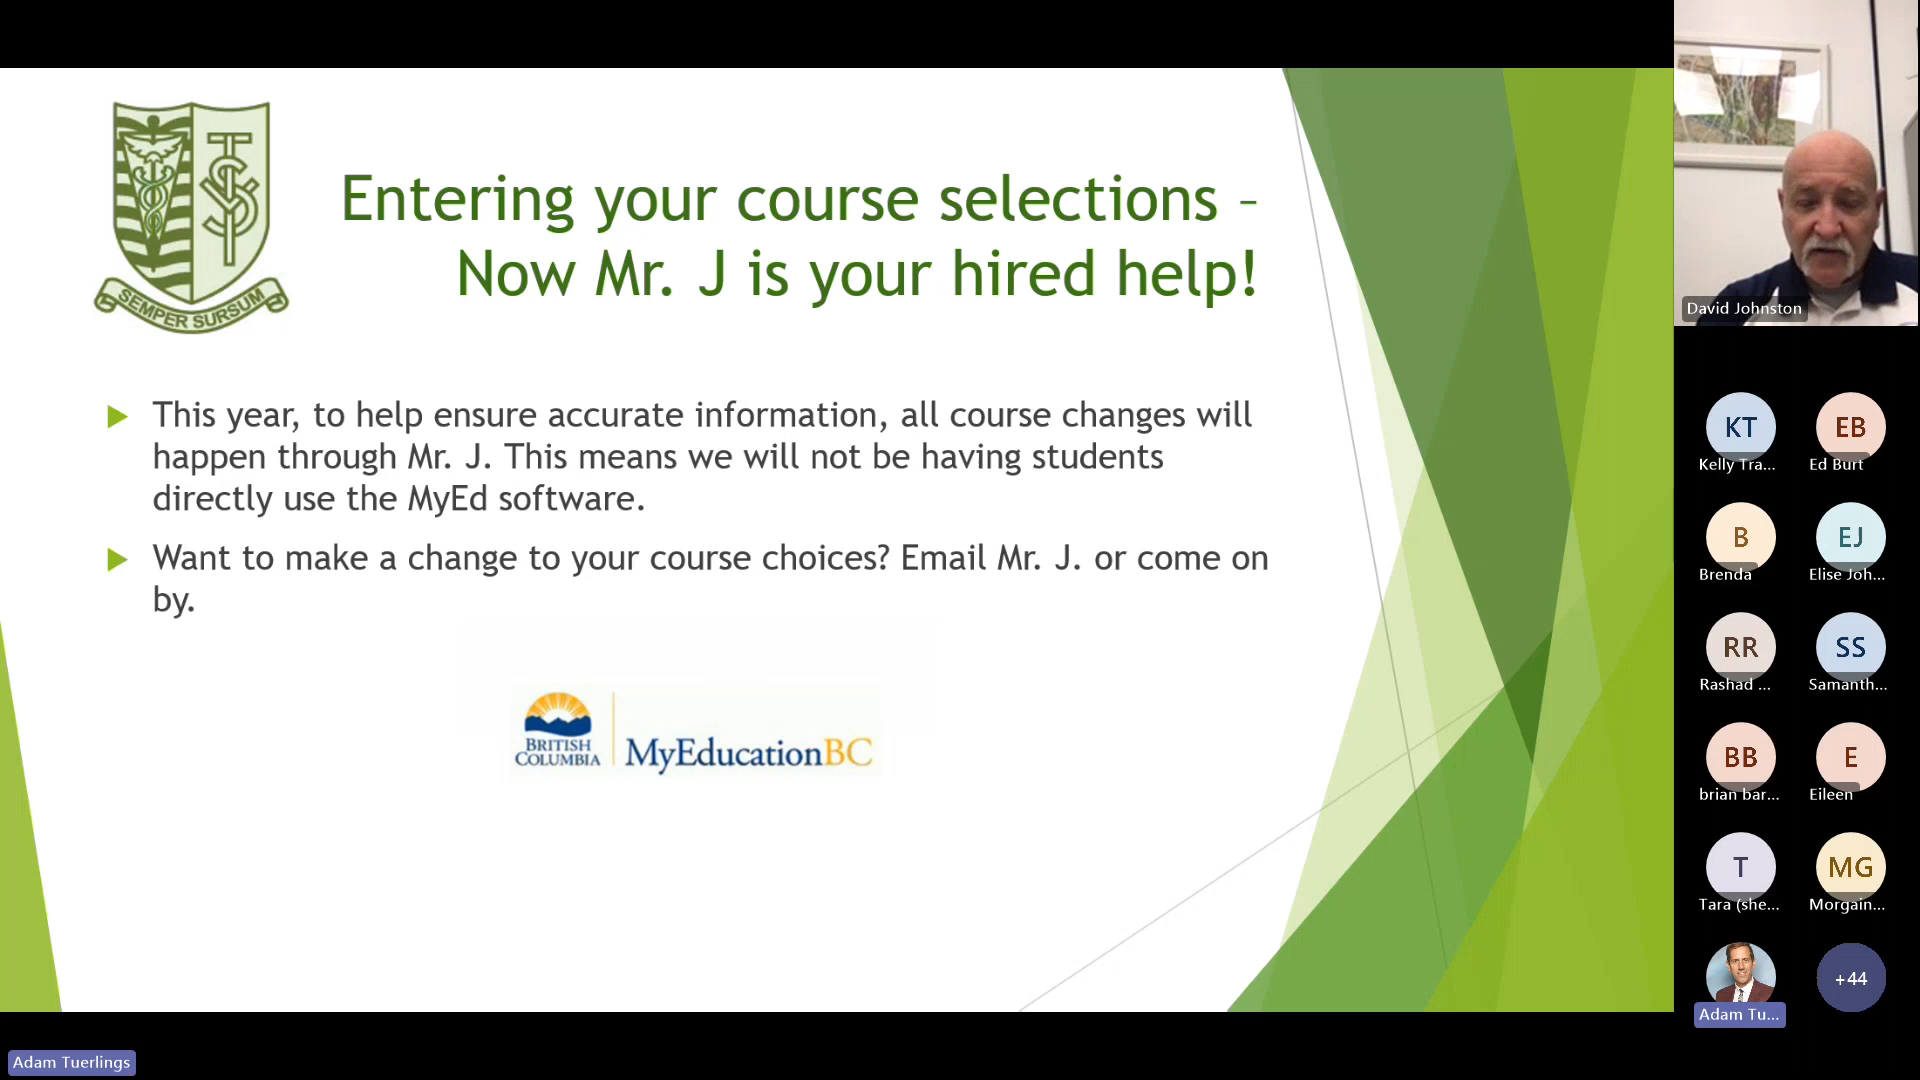 SEMPER SURSUM
Entering your course selections –
Now Mr. J is your hired help!
This year, to help ensure accurate information, all course changes will
happen through Mr. J. This means we will not be having students
directly use the MyEd software.
Want to make a change to your course choices? Email Mr. J. or come on
by.
BRITISH
COLUMBIA
MyEducationBC
David Johnston
KT
Kelly Tra...
EB
Ed Burt
B
Brenda
EJ
Elise Joh...
RR
Rashad ...
SS
Samanth...
BB
brian bar...
E
Eileen
T
Tara (she...
MG
Morgain...
Adam Tu...
+44
Adam Tuerlings